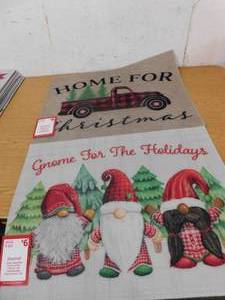 HOME FOR
Christmas
Gnome For The Holidays
$6